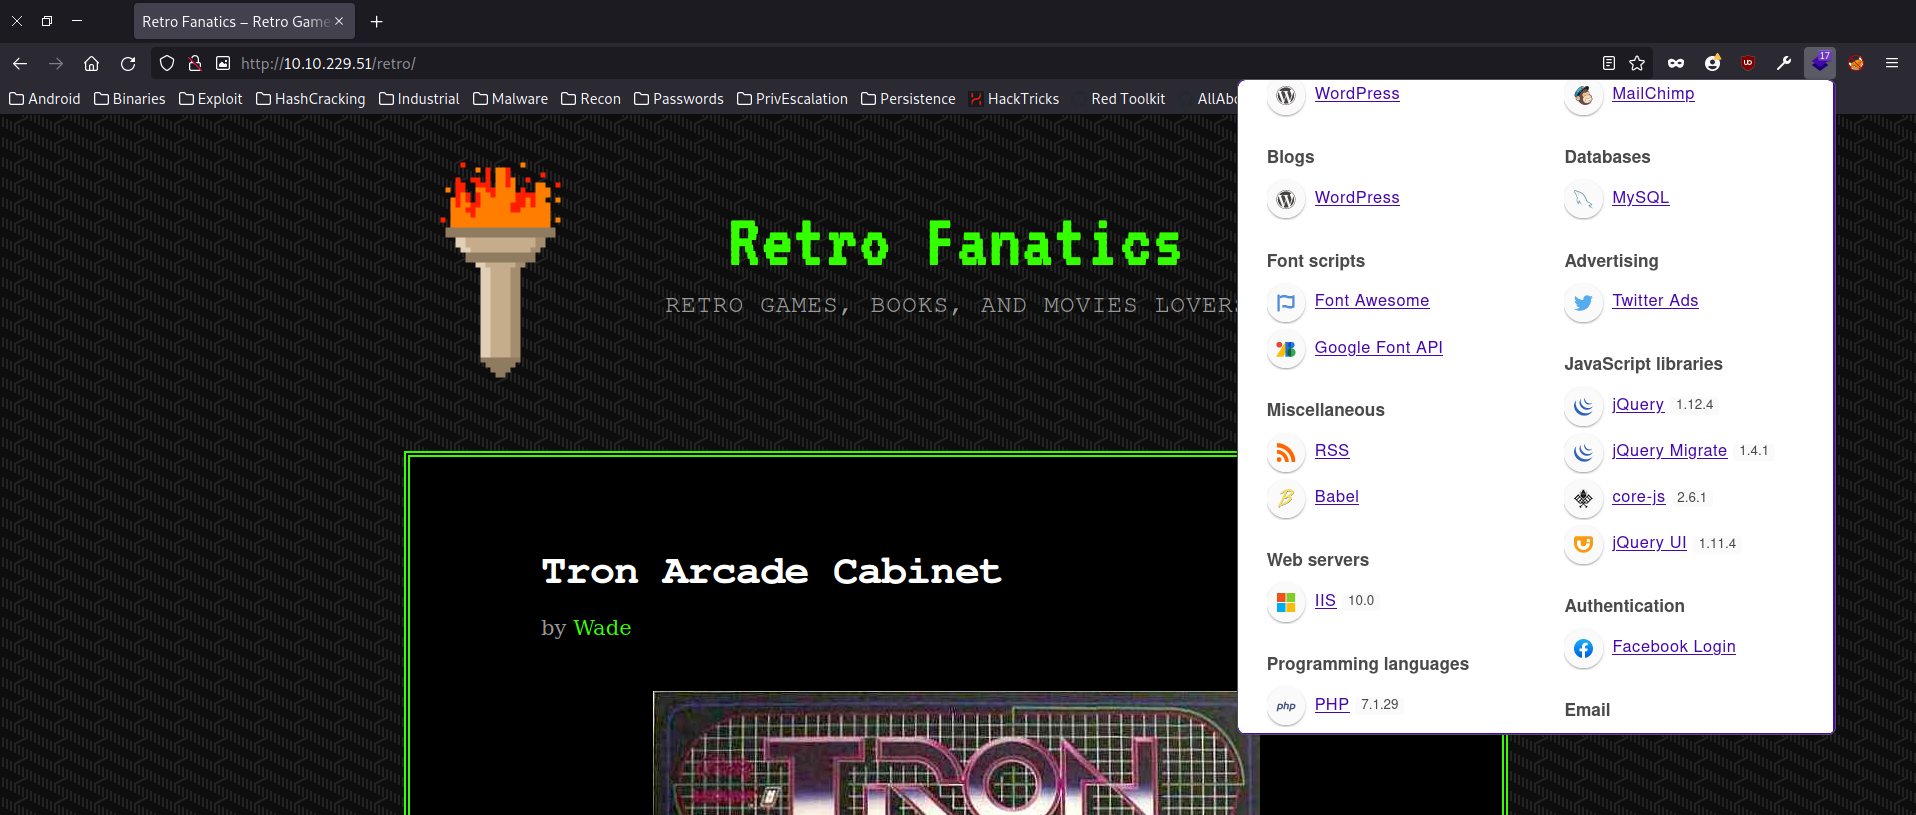 Retro Fanatics – Retro Game
http://10.10.229.51/retro/
17
Android Binaries Exploit HashCracking Industrial Malware Recon Passwords PrivEscalation Persistence HackTricks Red Toolkit AllAbo
Retro Fanatics
RETRO GAMES, BOOKS, AND MOVIES LOVERS
Tron Arcade Cabinet
by Wade
TRON
WordPress
Blogs
WordPress
Font scripts
Font Awesome
Google Font API
Miscellaneous
RSS
Babel
Web servers
IIS 10.0
Programming languages
php PHP 7.1.29
MailChimp
Databases
MySQL
Advertising
Twitter Ads
JavaScript libraries
jQuery 1.12.4
jQuery Migrate 1.4.1
core-js 2.6.1
jQuery UI 1.11.4
Authentication
Facebook Login
Email